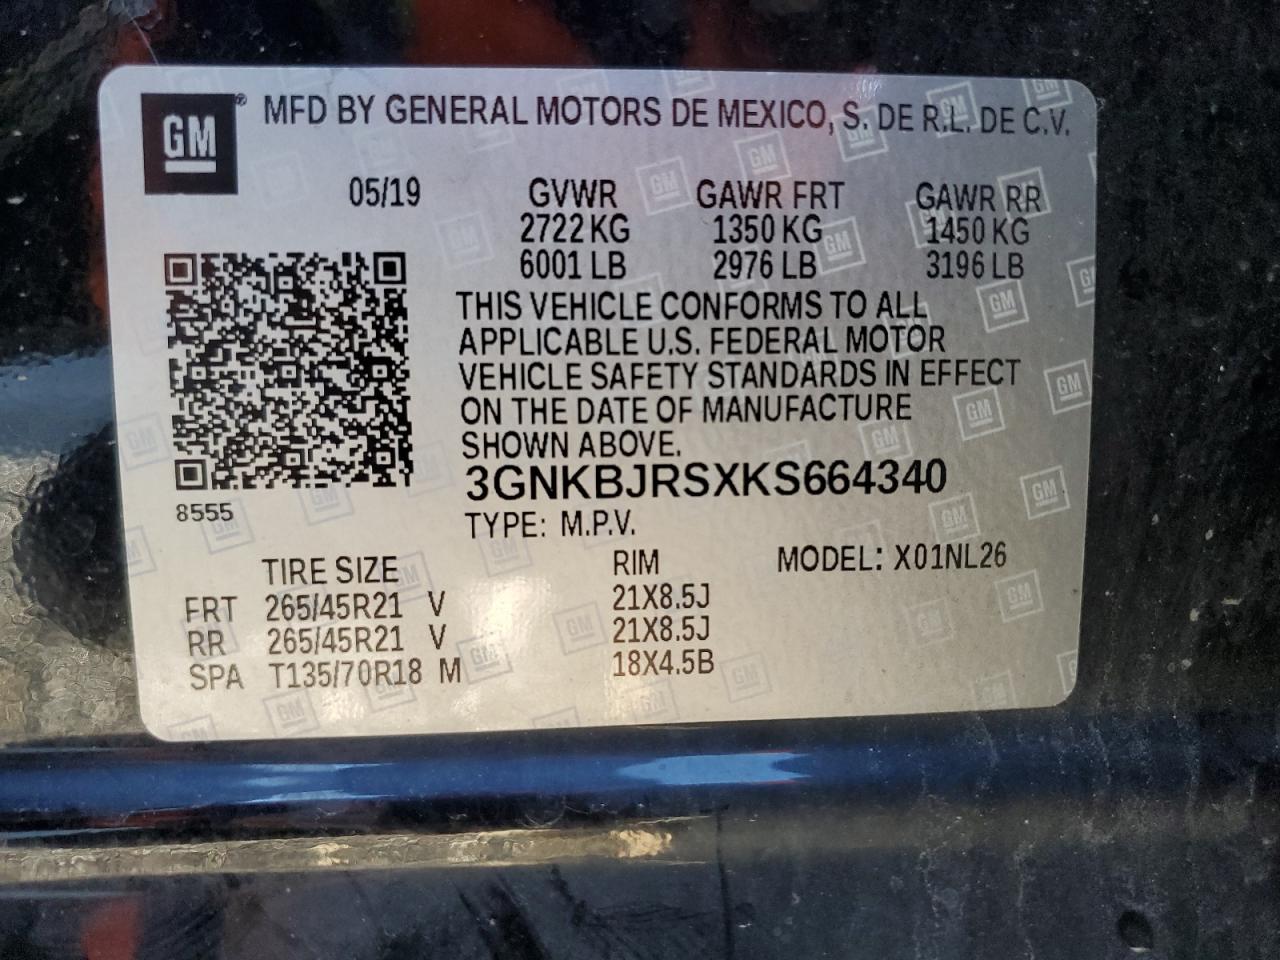 GM ® MFD BY GENERAL MOTORS DE MEXICO, S. DE R.L. DE C.V.
05/19 GVWR GAWR FRT GAWR RR
2722 KG 1350 KG 1450 KG
6001 LB 2976 LB 3196 LB
THIS VEHICLE CONFORMS TO ALL
APPLICABLE U.S. FEDERAL MOTOR
VEHICLE SAFETY STANDARDS IN EFFECT
ON THE DATE OF MANUFACTURE
SHOWN ABOVE.
3GNKBJRSXKS664340
8555
TYPE: M.P.V.
TIRE SIZE RIM MODEL: X01NL26
FRT 265/45R21 V 21X8.5J
RR 265/45R21 V 21X8.5J
SPA T135/70R18 M 18X4.5B